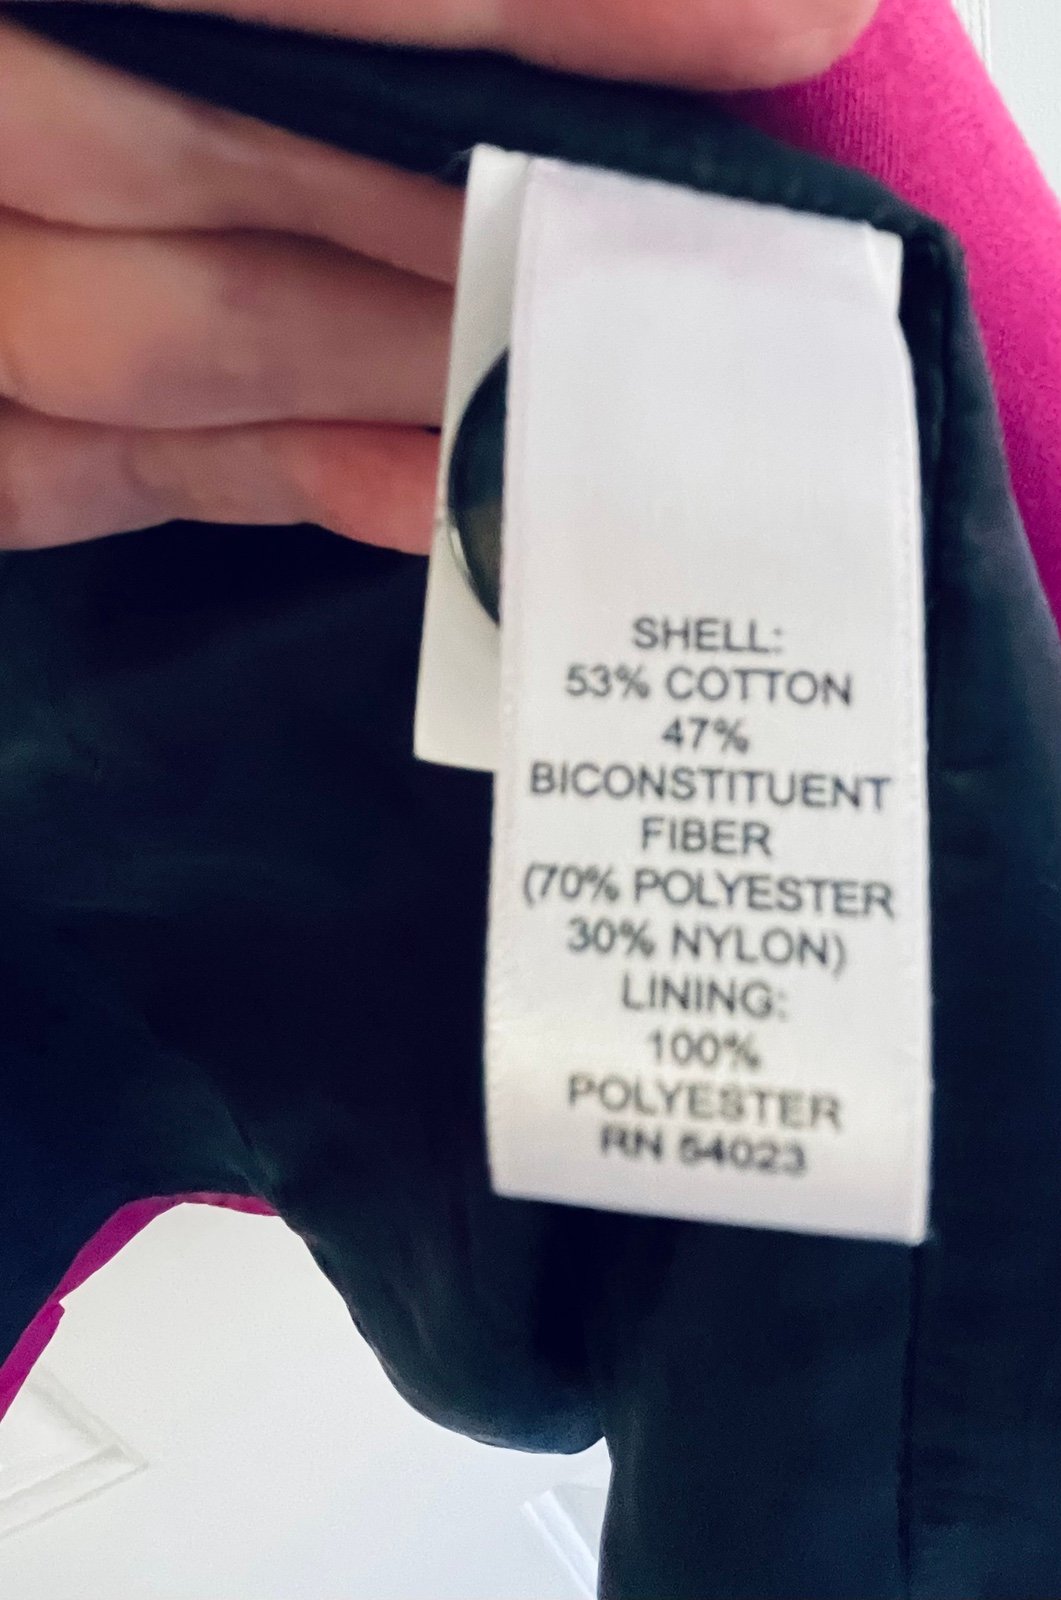 SHELL:
53% COTTON
47%
BICONSTITUENT
FIBER
(70% POLYESTER
30% NYLON)
LINING:
100%
POLYESTER
RN 54023